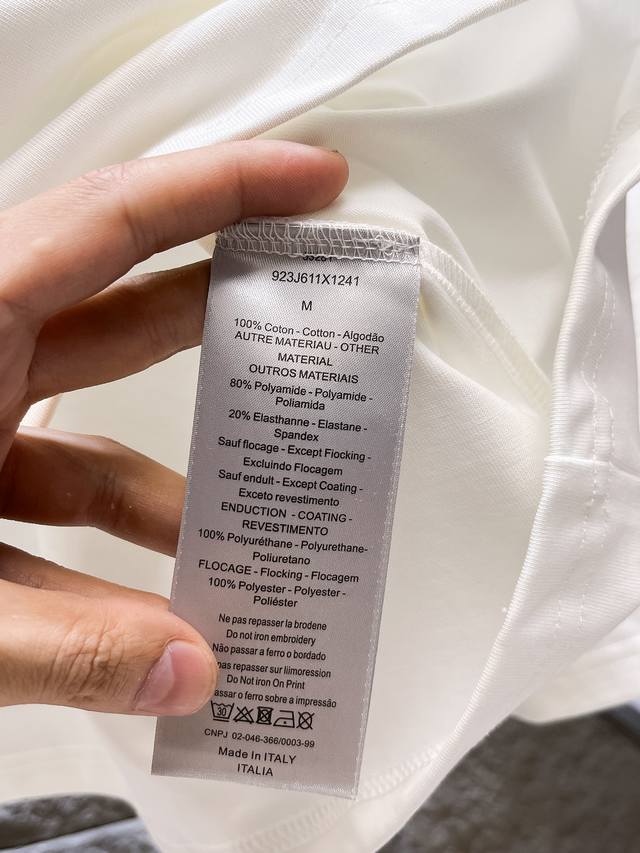 923J611X1241
M
100% Coton - Cotton - Algodão
AUTRE MATERIAU - OTHER
MATERIAL
OUTROS MATERIAIS
80% Polyamide - Polyamide -
Poliamida
20% Elasthanne - Elastane -
Spandex
Sauf flocage - Except Fiocking -
Excluindo Flocagem
Sauf endult - Except Coating -
Exceto revestimento
ENDUCTION - COATING -
REVESTIMENTO
100% Polyuréthane - Polyurethane-
Poliuretano
FLOCAGE - Flocking - Flocagem
100% Polyester - Polyester -
Poliéster
Ne pas repasser la brodene
Do not iron embroidery
Não passar a ferro o bordado
pas repasser sur liimoression
Do Not iron On Print
assar o ferro sobre a impressão
30
CNPJ 02-046-366/0003-99
Made In ITALY
ITALIA